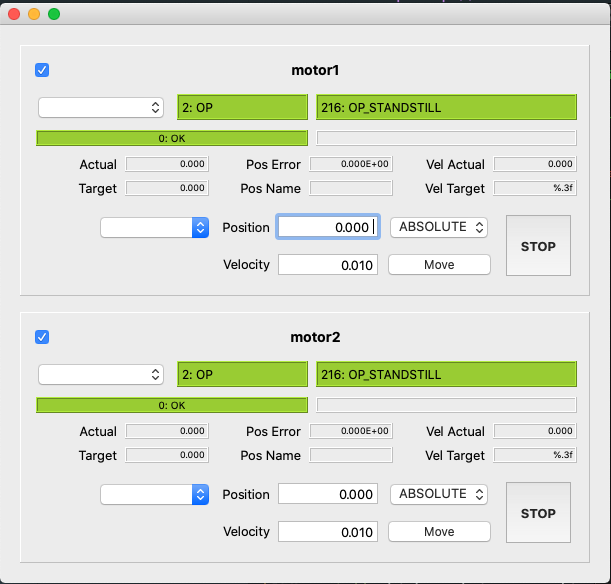 motor1
2: OP 216: OP_STANDSTILL
0: OK
Actual 0.000 Pos Error 0.000E+00 Vel Actual 0.000
Target 0.000 Pos Name Vel Target %.3f
Position 0.000 ABSOLUTE STOP
Velocity 0.010 Move
motor2
2: OP 216: OP_STANDSTILL
0: OK
Actual 0.000 Pos Error 0.000E+00 Vel Actual 0.000
Target 0.000 Pos Name Vel Target %.3f
Position 0.000 ABSOLUTE STOP
Velocity 0.010 Move